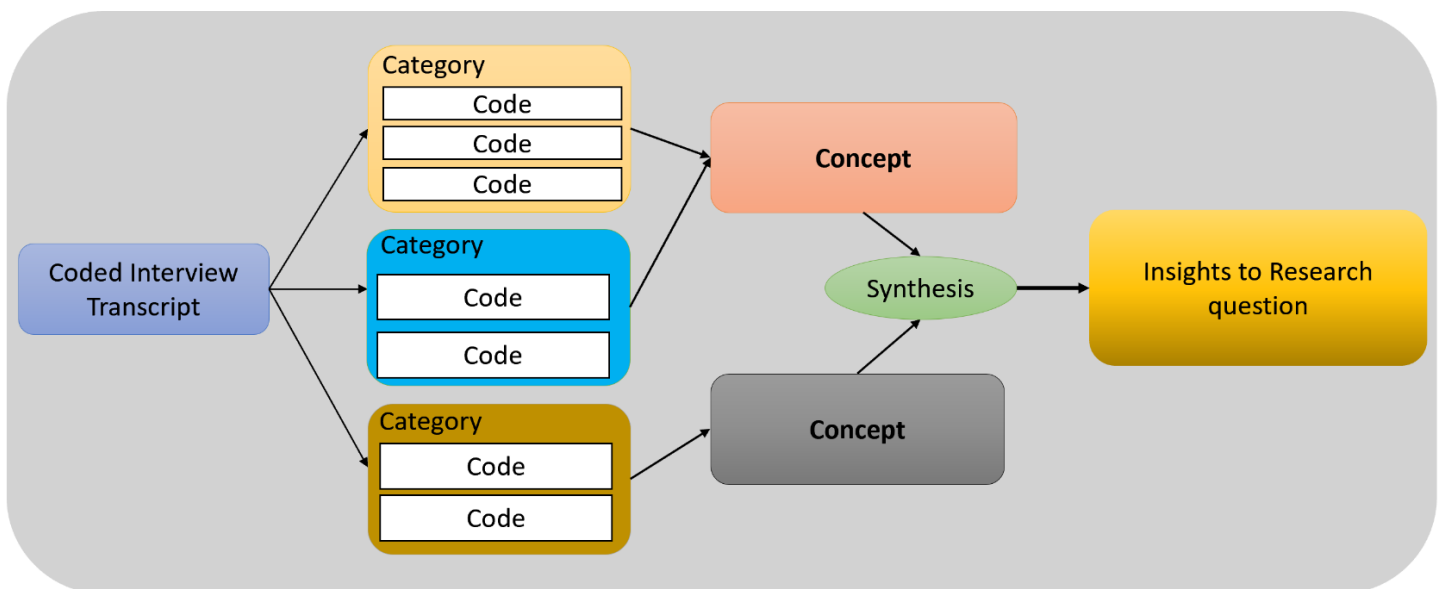 Category
Code
Code
Code
Concept
Coded Interview
Transcript
Category
Code
Code
Synthesis
Insights to Research
question
Category
Code
Code
Concept